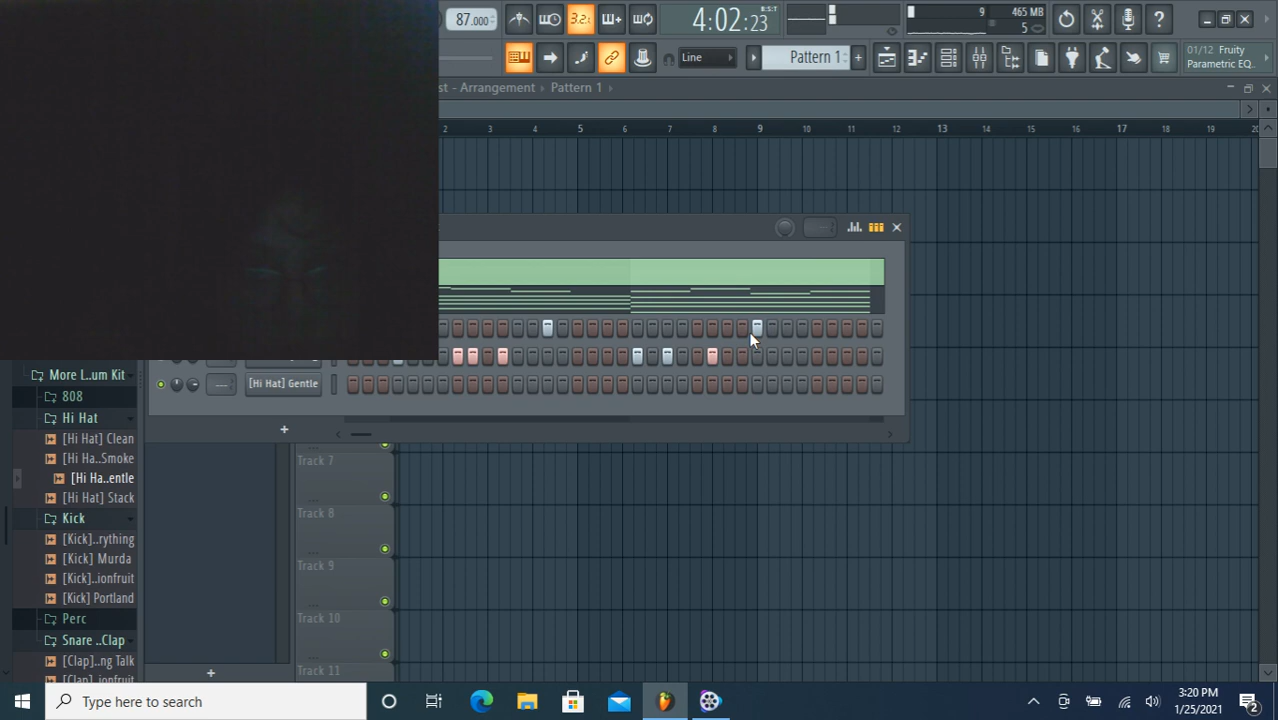 87.000
3.2.
4:02:23
B:S:T
9
465 MB
5
Line
Pattern 1
01/12 Fruity
Parametric EQ..
st - Arrangement
Pattern 1
2 3 4 5 6 7 8 9 10 11 12 13 14 15 16 17 18 19 20
More l...um Kit
808
Hi Hat
[Hi Hat] Clean
[Hi Ha..Smoke
[Hi Ha..entle
[Hi Hat] Stack
Kick
[Kick]..rything
[Kick] Murda
[Kick]..ionfruit
[Kick] Portland
Perc
Snare ..Clap
[Clap]..ng Talk
[Clap]..ionfruit
[Hi Hat] Gentle
Track 7
Track 8
Track 9
Track 10
Track 11
Type here to search
3:20 PM
1/25/2021
2